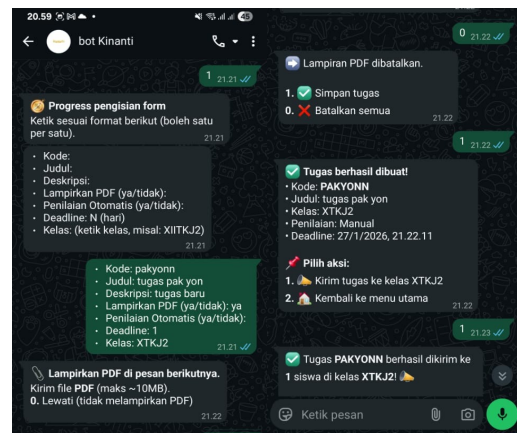 20.59
45
bot Kinanti
1 21.21
Progress pengisian form
Ketik sesuai format berikut (boleh satu
per satu).
21.21
• Kode:
• Judul:
• Deskripsi:
• Lampirkan PDF (ya/tidak):
• Penilaian Otomatis (ya/tidak):
• Deadline: N (hari)
• Kelas: (ketik kelas, misal: XIITKJ2)
21.21
• Kode: pakyonn
• Judul: tugas pak yon
• Deskripsi: tugas baru
• Lampirkan PDF (ya/tidak): ya
• Penilaian Otomatis (ya/tidak):
• Deadline: 1
• Kelas: XTKJ2
21.21
Lampirkan PDF di pesan berikutnya.
Kirim file PDF (maks ~10MB).
0. Lewati (tidak melampirkan PDF)
21.22
0 21.22
Lampiran PDF dibatalkan.
1. Simpan tugas
0. Batalkan semua
21.22
1 21.22
Tugas berhasil dibuat!
• Kode: PAKYONN
• Judul: tugas pak yon
• Kelas: XTKJ2
• Penilaian: Manual
• Deadline: 27/1/2026, 21.22.11
Pilih aksi:
1. Kirim tugas ke kelas XTKJ2
2. Kembali ke menu utama
21.22
1 21.23
Tugas PAKYONN berhasil dikirim ke
1 siswa di kelas XTKJ2!
Ketik pesan